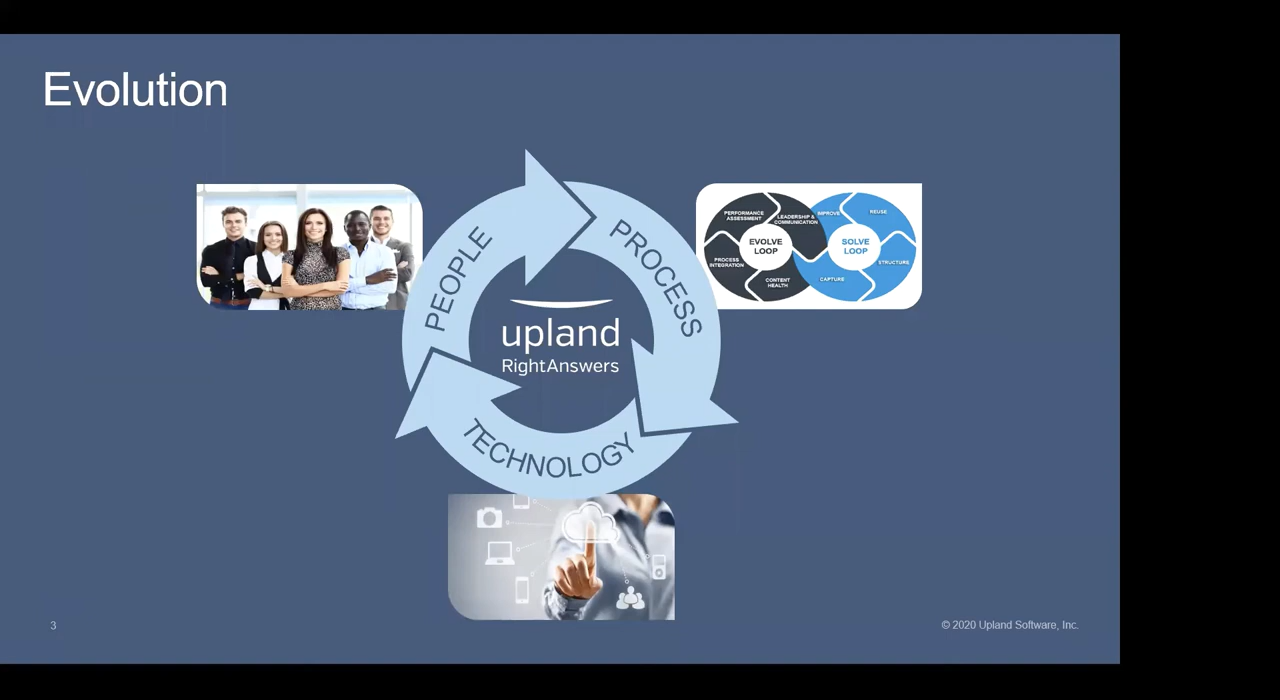 Evolution
PEOPLE
PROCESS
TECHNOLOGY
upland
RightAnswers
PERFORMANCE
ASSESSMENT
LEADERSHIP &
COMMUNICATION
PROCESS
INTEGRATION
CONTENT
HEALTH
EVOLVE
LOOP
IMPROVE
REUSE
STRUCTURE
CAPTURE
SOLVE
LOOP
3
© 2020 Upland Software, Inc.